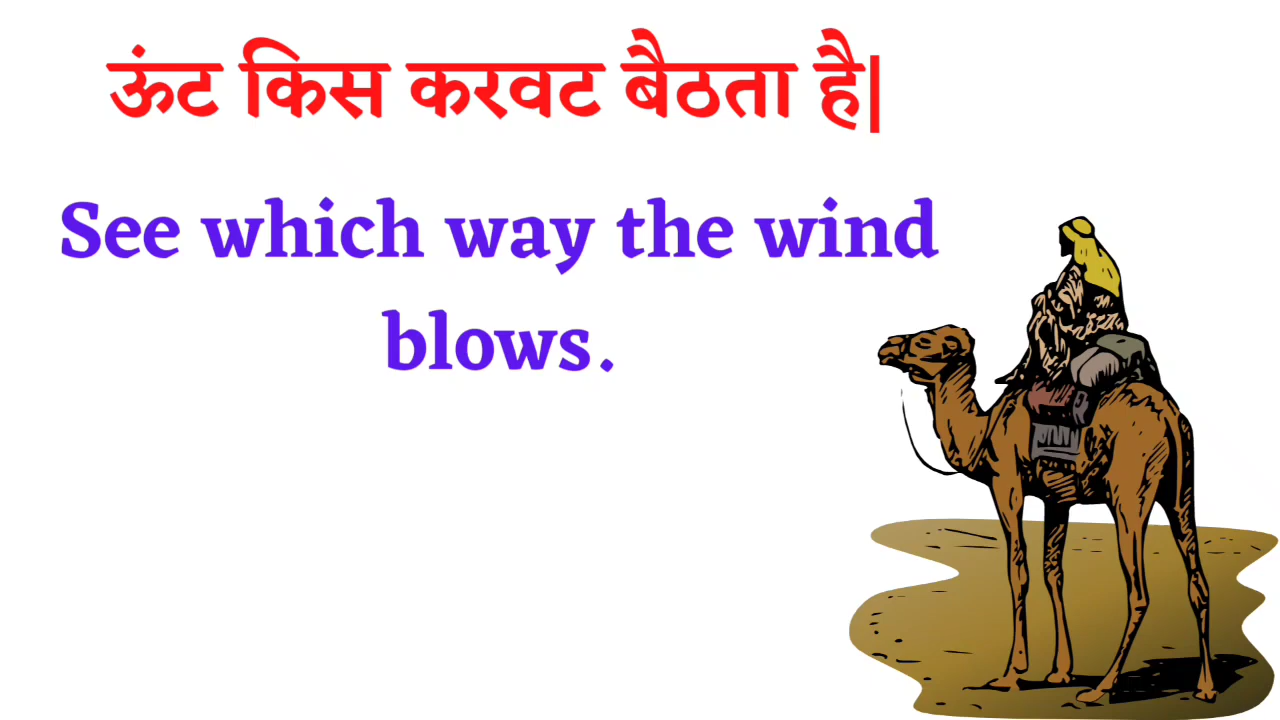 ऊंट किस करवट बैठता है|
See which way the wind
blows.